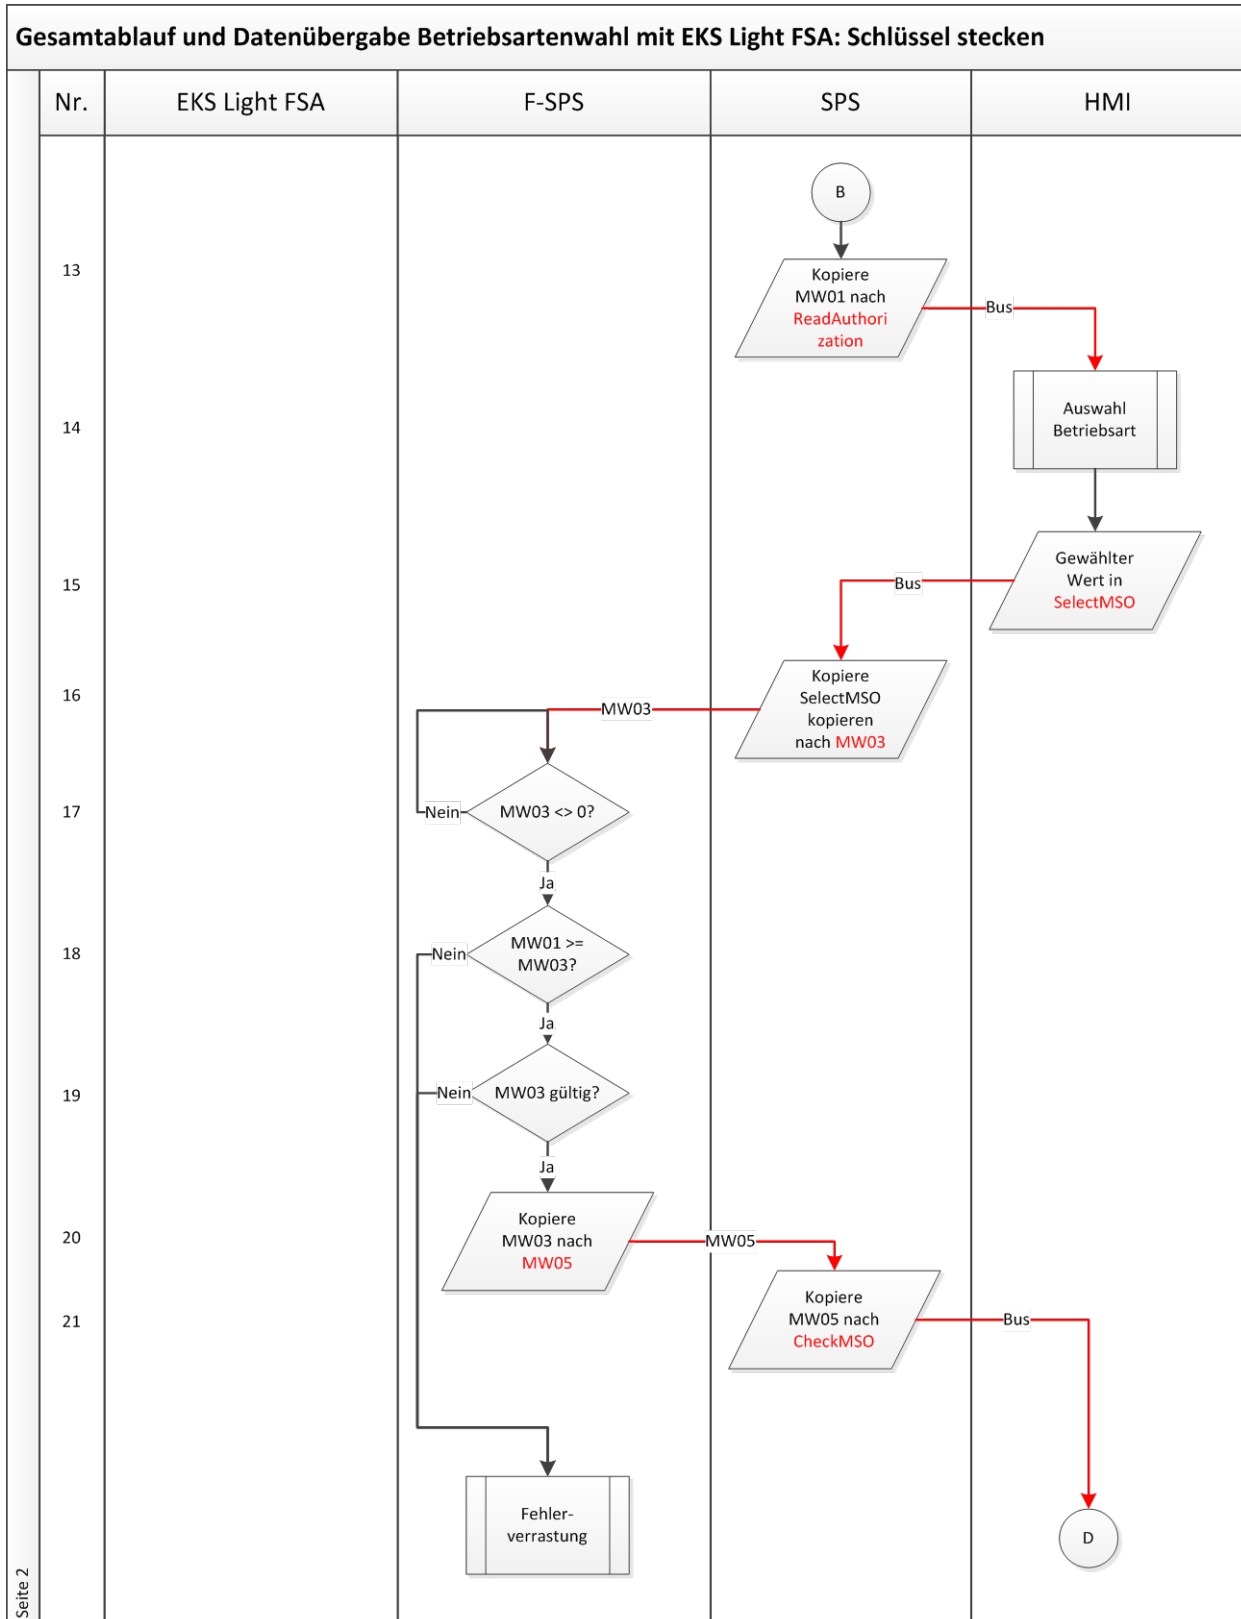 Gesamtablauf und Datenübergabe Betriebsartenwahl mit EKS Light FSA: Schlüssel stecken
Nr.
EKS Light FSA
F-SPS
SPS
HMI
B
13
Kopiere
MW01 nach
ReadAuthori
zation
Bus
14
Auswahl
Betriebsart
15
Gewählter
Wert in
SelectMSO
Bus
16
Kopiere
SelectMSO
kopieren
nach MW03
MW03
17
Nein
MW03 <> 0?
Ja
18
Nein
MW01 >=
MW03?
Ja
19
Nein
MW03 gültig?
Ja
20
Kopiere
MW03 nach
MW05
MW05
21
Kopiere
MW05 nach
CheckMSO
Bus
Fehler-
verrastung
D
Seite 2